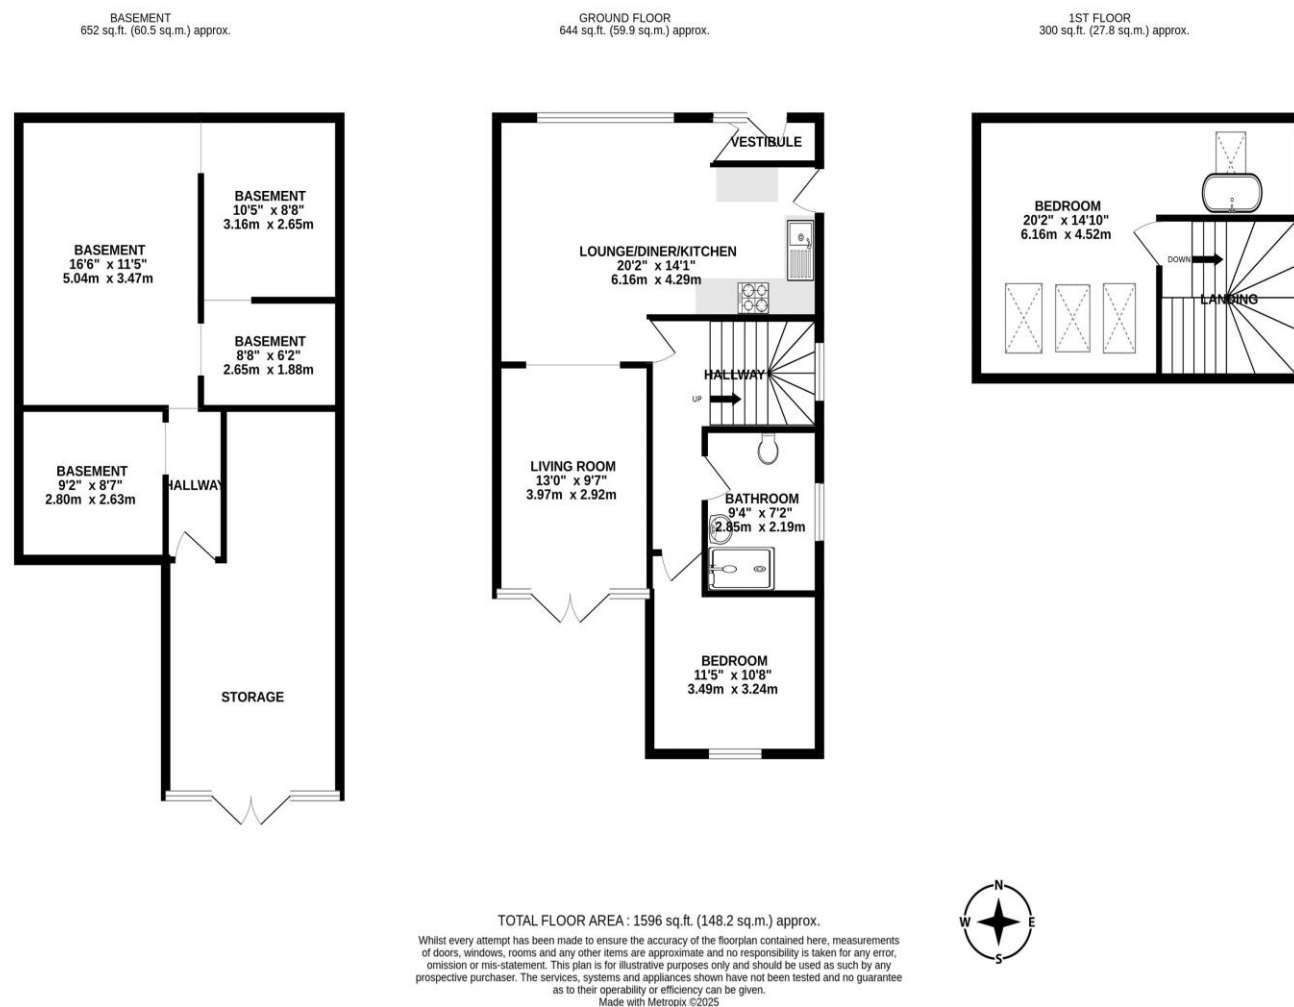 BASEMENT
652 sq.ft. (60.5 sq.m.) approx.
GROUND FLOOR
644 sq.ft. (59.9 sq.m.) approx.
1ST FLOOR
300 sq.ft. (27.8 sq.m.) approx.
BASEMENT
10'5" x 8'8"
3.16m x 2.65m
BASEMENT
16'6" x 11'5"
5.04m x 3.47m
BASEMENT
8'8" x 6'2"
2.65m x 1.88m
BASEMENT
9'2" x 8'7"
2.80m x 2.63m
HALLWAY
STORAGE
VESTIBULE
LOUNGE/DINER/KITCHEN
20'2" x 14'1"
6.16m x 4.29m
HALLWAY
UP
LIVING ROOM
13'0" x 9'7"
3.97m x 2.92m
BATHROOM
9'4" x 7'2"
2.85m x 2.19m
BEDROOM
11'5" x 10'8"
3.49m x 3.24m
BEDROOM
20'2" x 14'10"
6.16m x 4.52m
DOWN
LANDING
N
W E
S
TOTAL FLOOR AREA : 1596 sq.ft. (148.2 sq.m.) approx.
Whilst every attempt has been made to ensure the accuracy of the floorplan contained here, measurements
of doors, windows, rooms and any other items are approximate and no responsibility is taken for any error,
omission or mis-statement. This plan is for illustrative purposes only and should be used as such by any
prospective purchaser. The services, systems and appliances shown have not been tested and no guarantee
as to their operability or efficiency can be given.
Made with Metropix ©2025